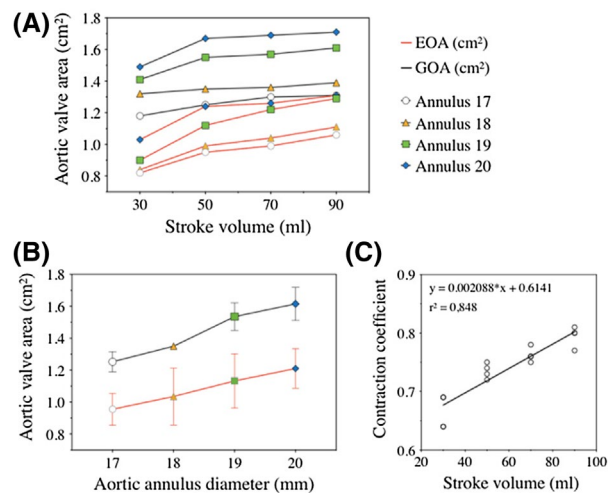 (A)
Aortic valve area (cm²)
1.8
1.6
1.4
1.2
1.0
0.8
30 50 70 90
Stroke volume (ml)
EOA (cm²)
GOA (cm²)
Annulus 17
Annulus 18
Annulus 19
Annulus 20
(B)
Aortic valve area (cm²)
1.8
1.6
1.4
1.2
1.0
0.8
17 18 19 20
Aortic annulus diameter (mm)
(C)
Contraction coefficient
0.9
0.8
0.7
0.6
y = 0.002088*x + 0.6141
r² = 0,848
20 40 60 80 100
Stroke volume (ml)